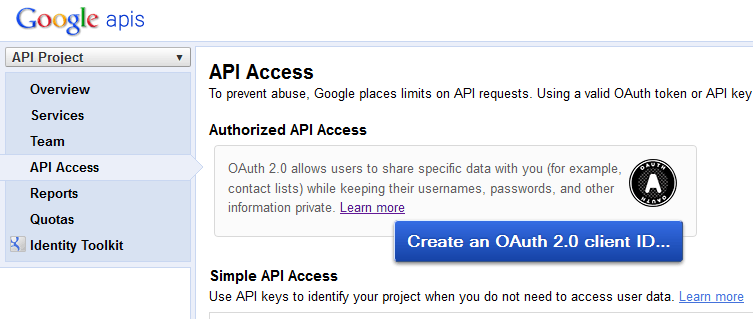 Google apis
API Project
Overview
Services
Team
API Access
Reports
Quotas
Identity Toolkit
API Access
To prevent abuse, Google places limits on API requests. Using a valid OAuth token or API key
Authorized API Access
OAuth 2.0 allows users to share specific data with you (for example,
contact lists) while keeping their usernames, passwords, and other
information private. Learn more
OAUTH
A
OAUTH
Create an OAuth 2.0 client ID...
Simple API Access
Use API keys to identify your project when you do not need to access user data. Learn more